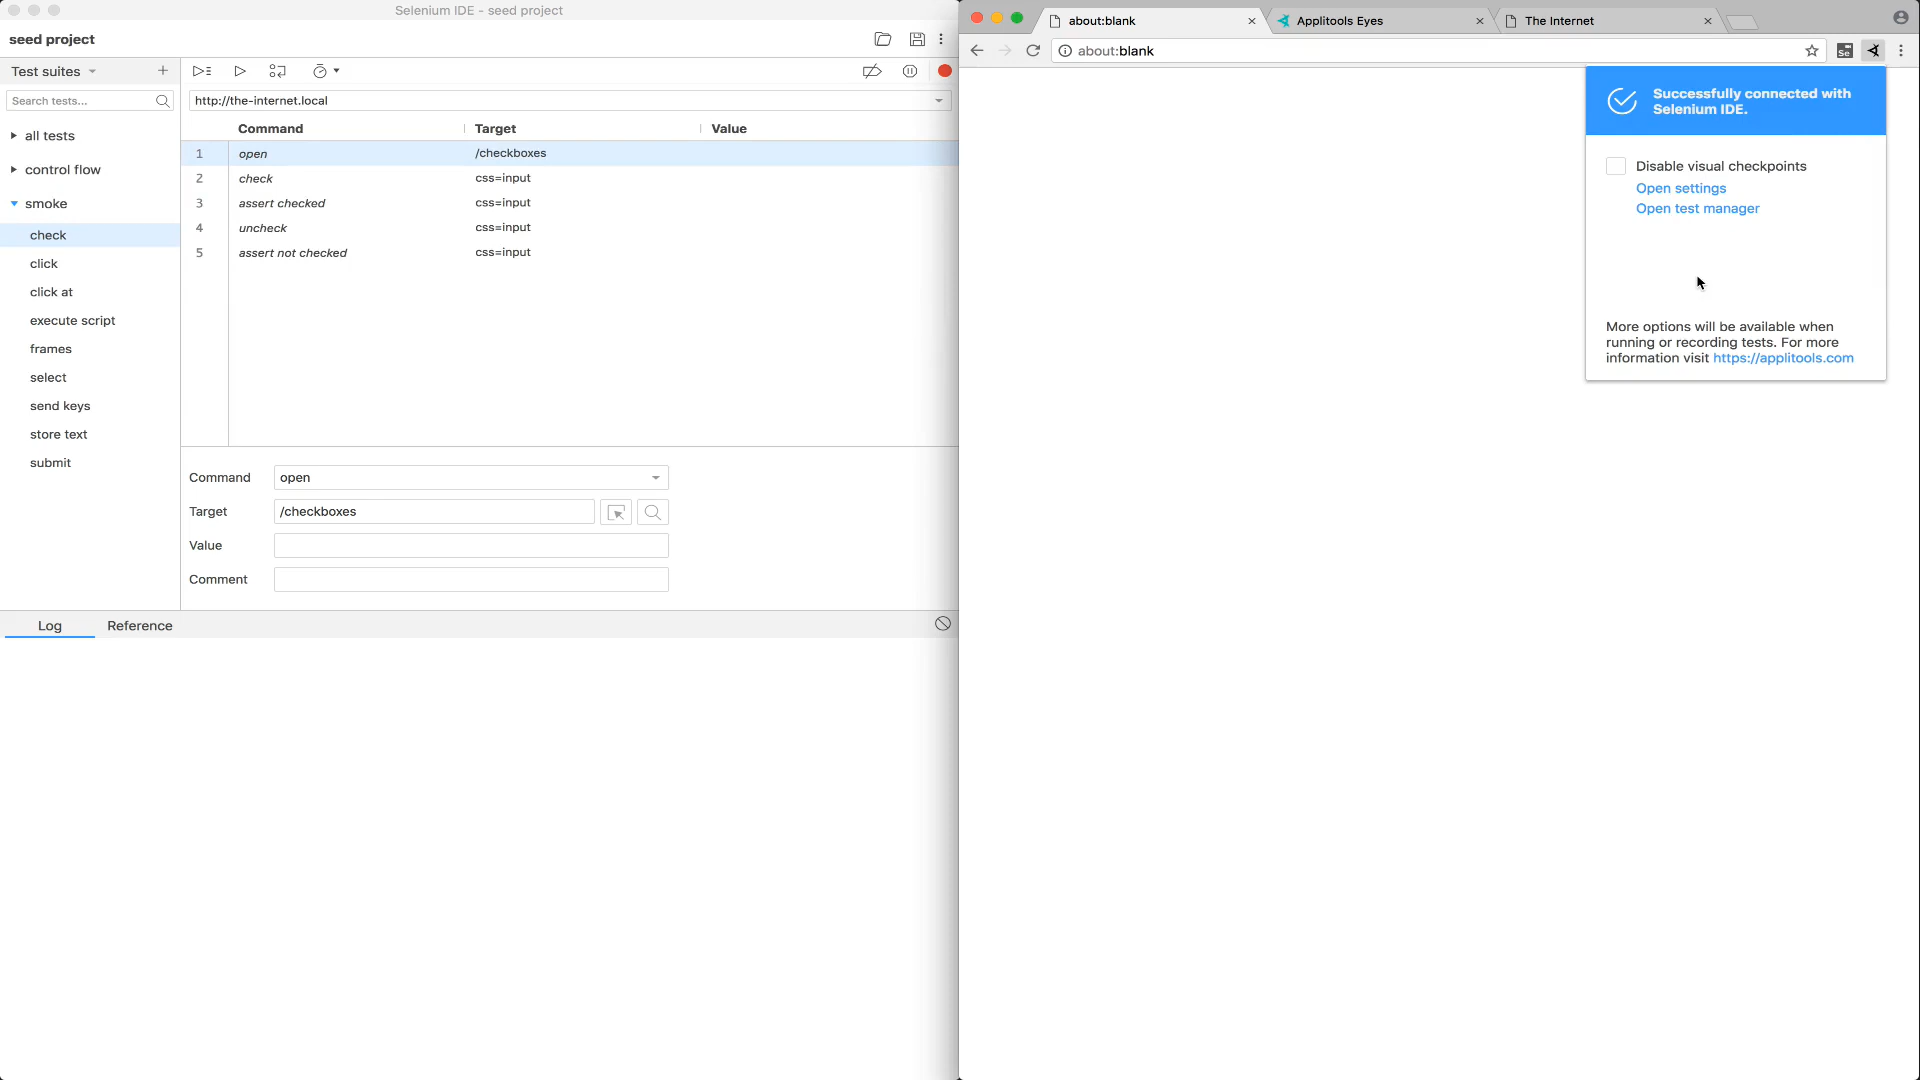 Selenium IDE - seed project
seed project
Test suites
Search tests...
all tests
control flow
smoke
check
click
click at
execute script
frames
select
send keys
store text
submit
http://the-internet.local
Command Target Value
1 open /checkboxes
2 check css=input
3 assert checked css=input
4 uncheck css=input
5 assert not checked css=input
Command open
Target /checkboxes
Value
Comment
Log Reference
about:blank Applitools Eyes The Internet
about:blank
Se
Successfully connected with
Selenium IDE.
Disable visual checkpoints
Open settings
Open test manager
More options will be available when
running or recording tests. For more
information visit https://applitools.com